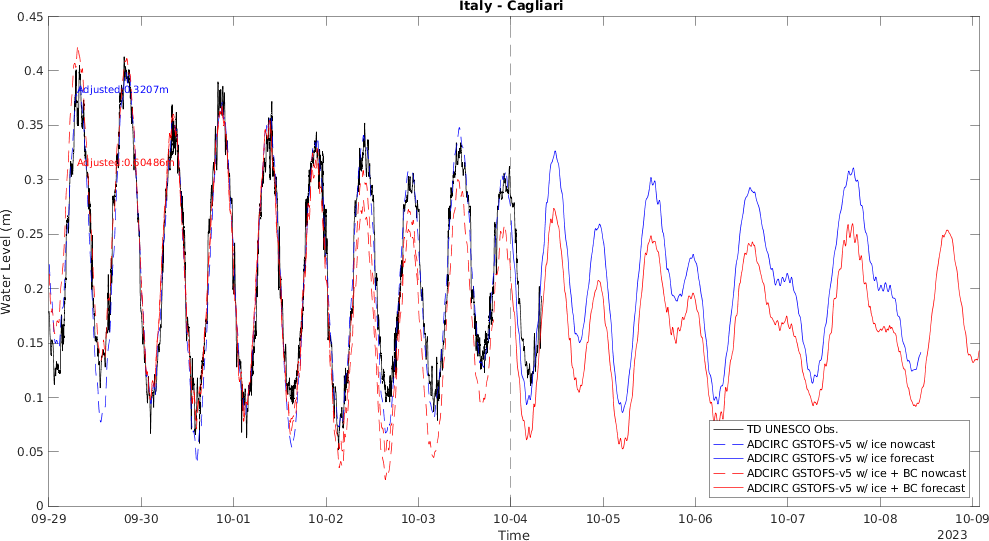 Italy - Cagliari
0.45
0.4
0.35
0.3
0.25
0.2
0.15
0.1
0.05
0
Water Level (m)
Adjusted:0.3207m
Adjusted:0.50486m
TD UNESCO Obs.
ADCIRC GSTOFS-v5 w/ ice nowcast
ADCIRC GSTOFS-v5 w/ ice forecast
ADCIRC GSTOFS-v5 w/ ice + BC nowcast
ADCIRC GSTOFS-v5 w/ ice + BC forecast
09-29 09-30 10-01 10-02 10-03 10-04 10-05 10-06 10-07 10-08 10-09
Time
2023